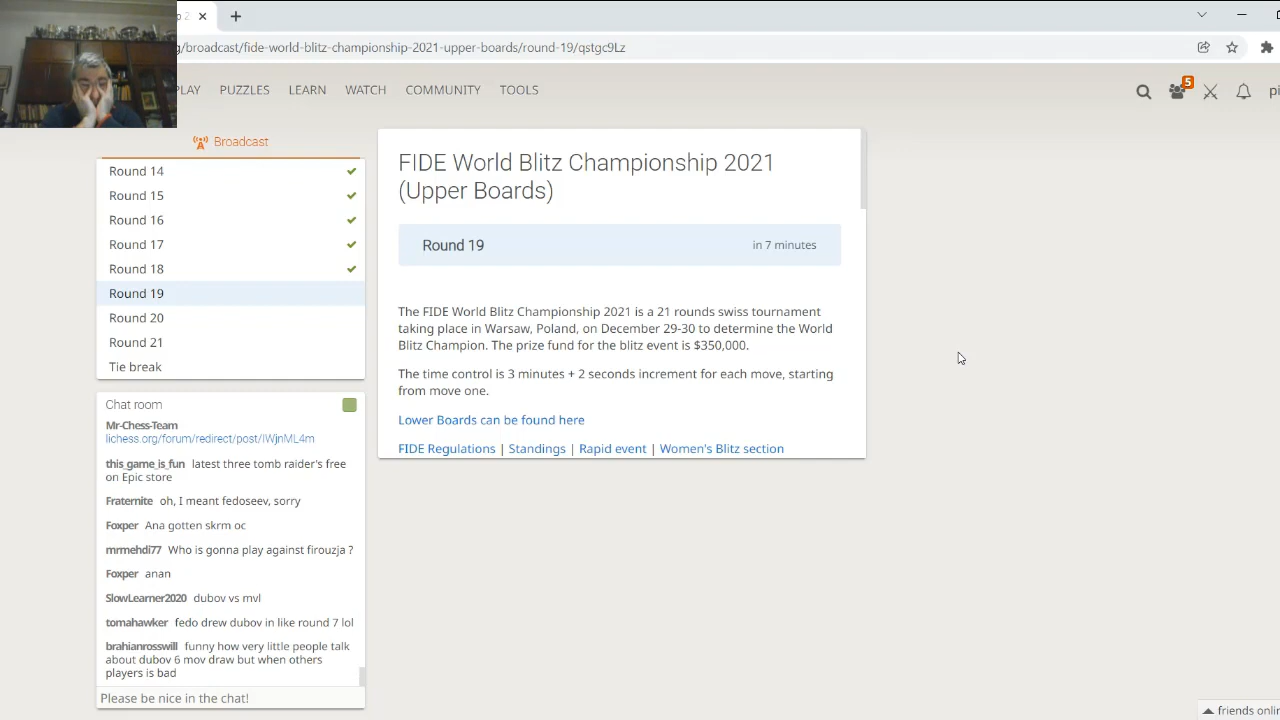 /broadcast/fide-world-blitz-championship-2021-upper-boards/round-19/qstgc9Lz
PUZZLES LEARN WATCH COMMUNITY TOOLS
5
Broadcast
Round 14
Round 15
Round 16
Round 17
Round 18
Round 19
Round 20
Round 21
Tie break
Chat room
Mr-Chess-Team
lichess.org/forum/redirect/post/IWjnML4m
this_game_is_fun latest three tomb raider's free
on Epic store
Fraternite oh, I meant fedoseev, sorry
Foxper Ana gotten skrm oc
mrmehdi77 Who is gonna play against firouzja ?
Foxper anan
SlowLearner2020 dubov vs mvl
tomahawker fedo drew dubov in like round 7 lol
brahianrosswill funny how very little people talk
about dubov 6 mov draw but when others
players is bad
Please be nice in the chat!
FIDE World Blitz Championship 2021
(Upper Boards)
Round 19 in 7 minutes
The FIDE World Blitz Championship 2021 is a 21 rounds swiss tournament
taking place in Warsaw, Poland, on December 29-30 to determine the World
Blitz Champion. The prize fund for the blitz event is $350,000.
The time control is 3 minutes + 2 seconds increment for each move, starting
from move one.
Lower Boards can be found here
FIDE Regulations | Standings | Rapid event | Women's Blitz section
friends onlin